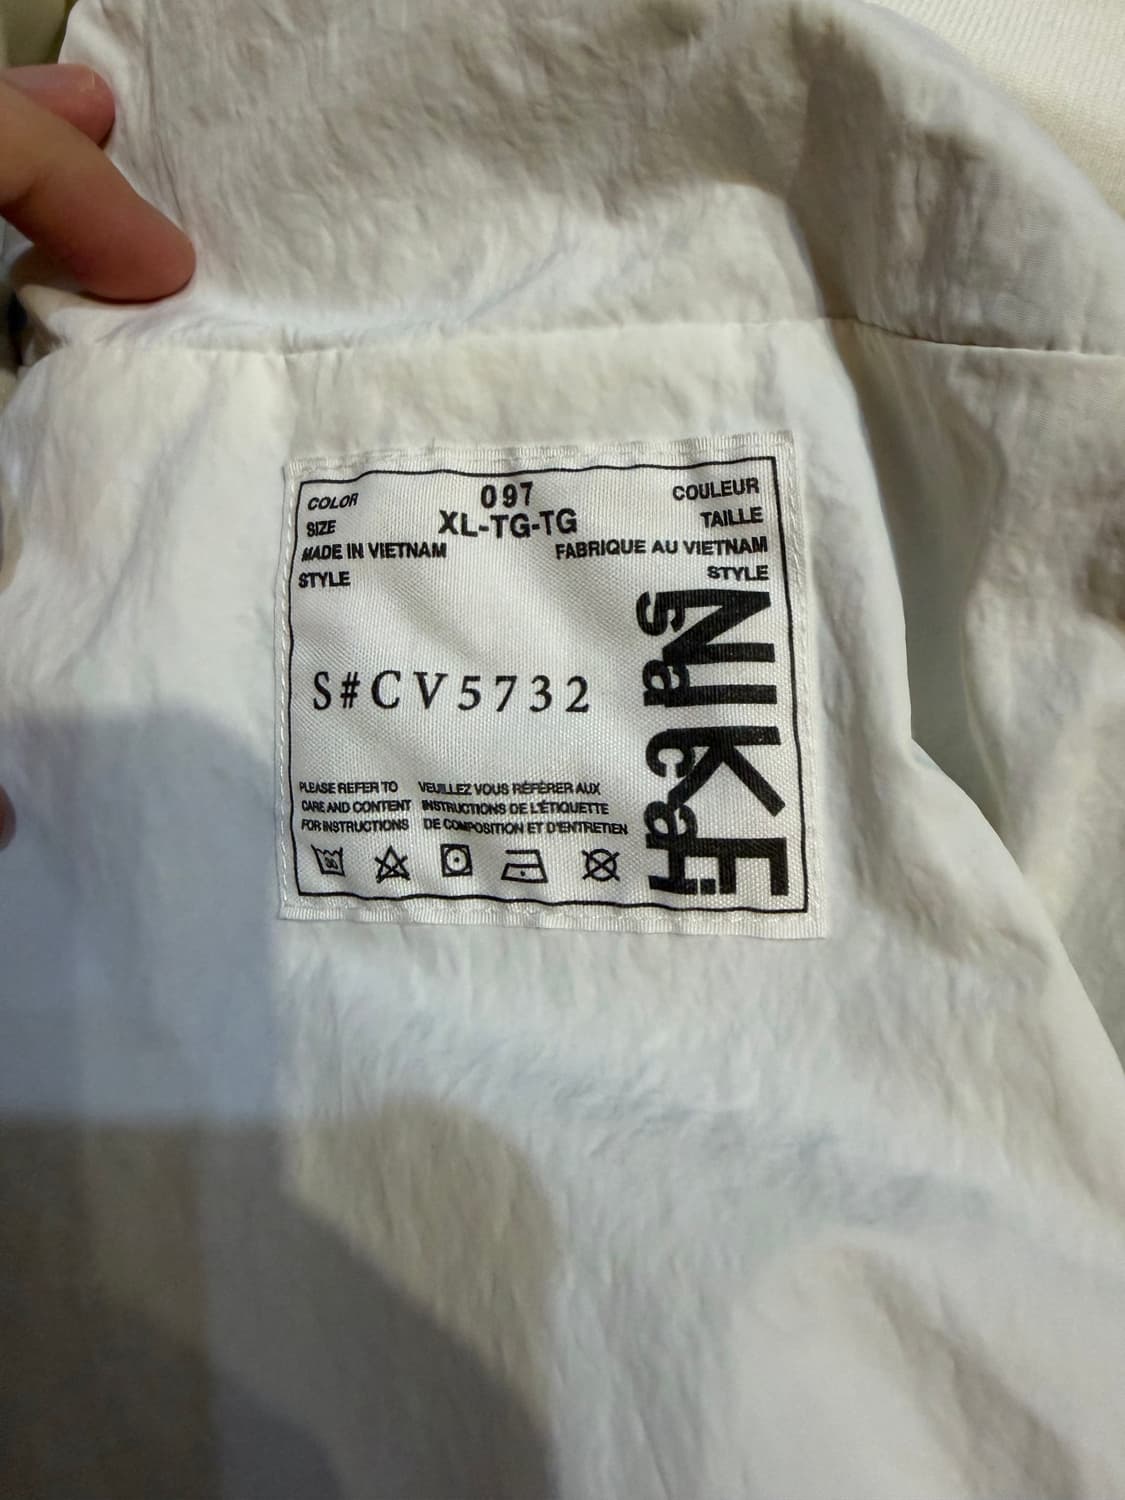 COLOR 097 COULEUR
SIZE XL-TG-TG TAILLE
MADE IN VIETNAM FABRIQUE AU VIETNAM
STYLE STYLE
S#CV5732
PLEASE REFER TO VEUILLEZ VOUS RÉFÉRER AUX
CARE AND CONTENT INSTRUCTIONS DE L'ÉTIQUETTE
FOR INSTRUCTIONS DE COMPOSITION ET D'ENTRETIEN
30
NIKE
sacai